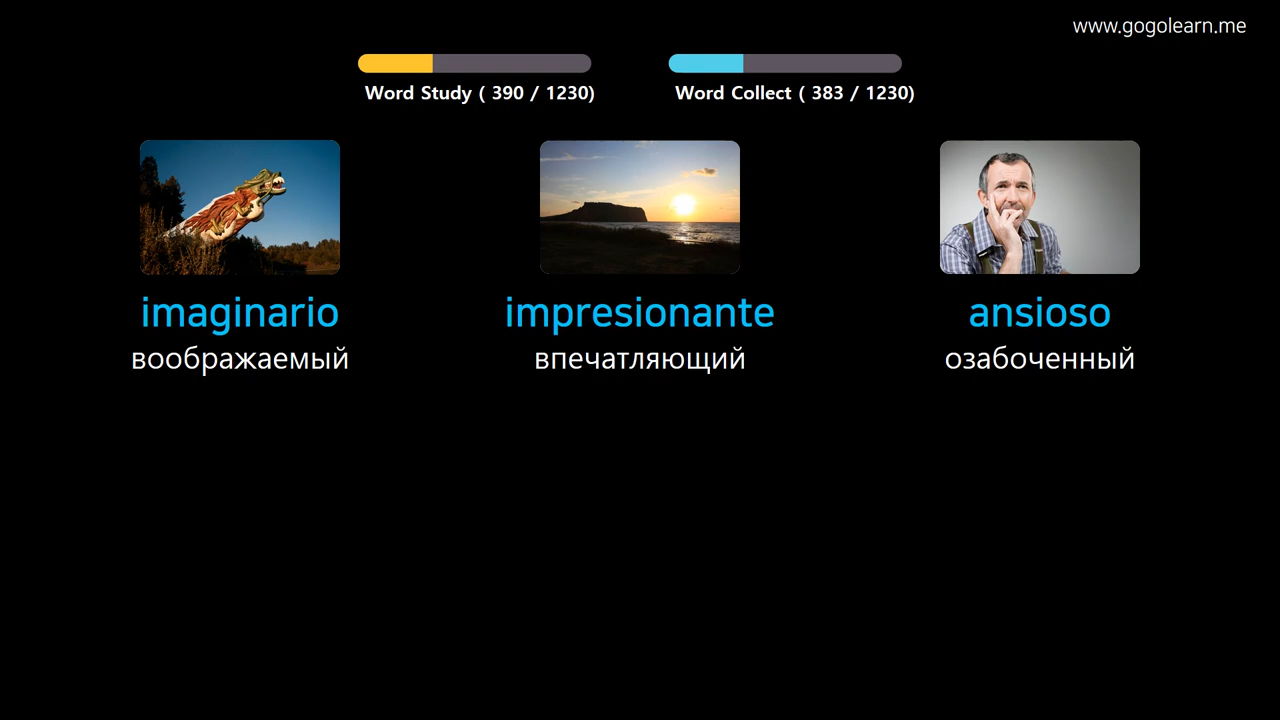 www.gogolearn.me
Word Study ( 390 / 1230)
Word Collect ( 383 / 1230)
imaginario
воображаемый
impresionante
впечатляющий
ansioso
озабоченный